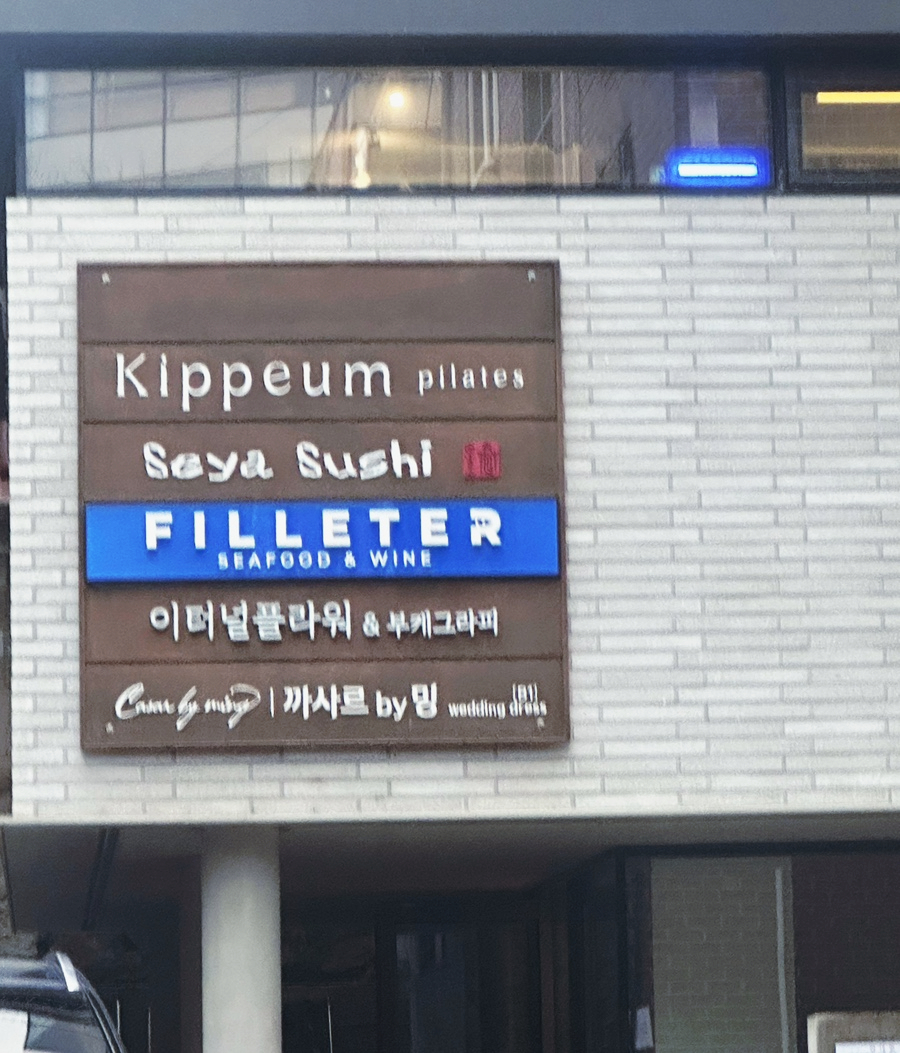 Kippeum pilates
Seya Sushi
FILLETER
SEAFOOD & WINE
이터널플라워 & 부케그라피
까사르 by 밍 wedding dress (B1)